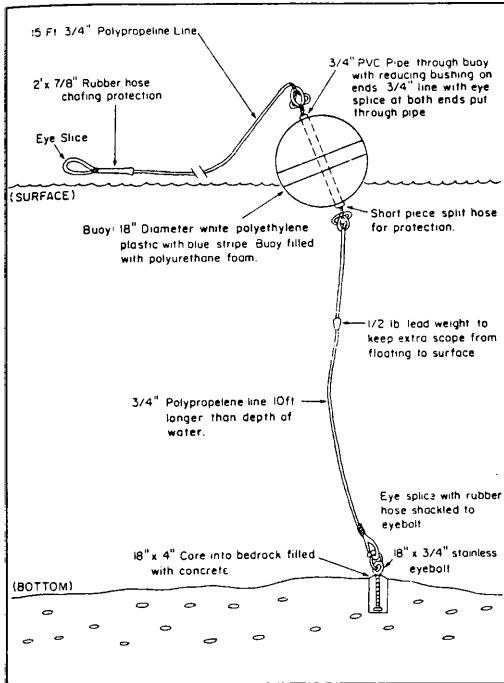 15 Ft 3/4" Polypropeline Line
2' x 7/8" Rubber hose
chafing protection
Eye Slice
3/4" PVC Pipe through buoy
with reducing bushing on
ends 3/4" line with eye
splice at both ends put
through pipe
(SURFACE)
Buoy: 18" Diameter white polyethylene
plastic with blue stripe. Buoy filled
with polyurethane foam.
Short piece split hose
for protection.
1/2 lb lead weight to
keep extra scope from
floating to surface
3/4" Polypropelene line 10ft
longer than depth of
water.
Eye splice with rubber
hose shackled to
eyebolt
18" x 4" Core into bedrock filled
with concrete
18" x 3/4" stainless
eyebolt
(BOTTOM)